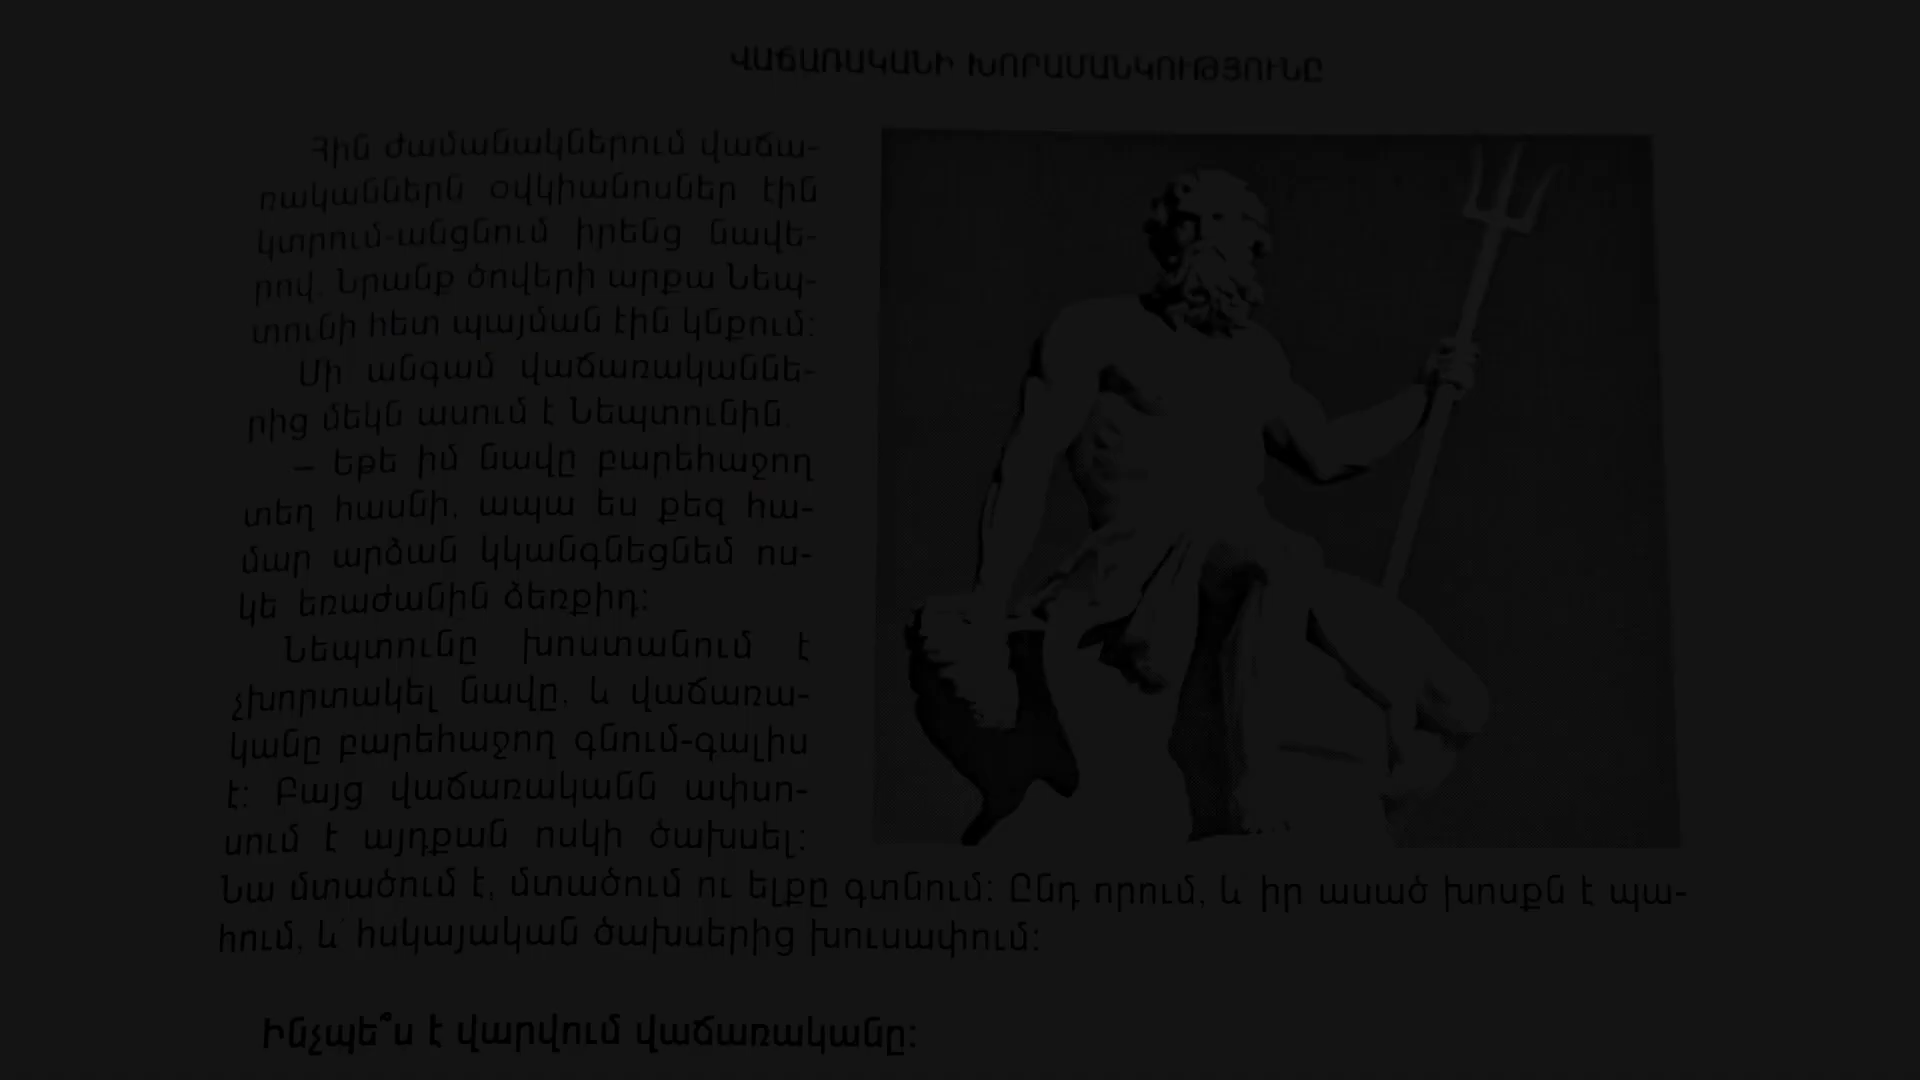 ՎԱՃԱՌԱԿԱՆԻ ԽՈՐԱՄԱՆԿՈՒԹՅՈՒՆԸ
Հին ժամանակներում վաճա-
ռականներն օվկիանոսներ էին
կտրում-անցնում իրենց նավե-
րով. Նրանք ծովերի արքա Նեպ-
տունի հետ պայման էին կնքում:
Մի անգամ վաճառականնե-
րից մեկն ասում է Նեպտունին.
– Եթե իմ նավը բարեհաջող
տեղ հասնի, ապա ես քեզ հա-
մար արձան կկանգնեցնեմ ոս-
կե եռաժանին ձեռքիդ:
Նեպտունը խոստանում է
չխորտակել նավը, և վաճառա-
կանը բարեհաջող գնում-գալիս
է: Բայց վաճառականն ափսո-
սում է այդքան ոսկի ծախսել:
Նա մտածում է, մտածում ու ելքը գտնում: Ընդ որում, և՛ իր ասած խոսքն է պա-
հում, և՛ հսկայական ծախսերից խուսափում:
Ինչպե՞ս է վարվում վաճառականը: